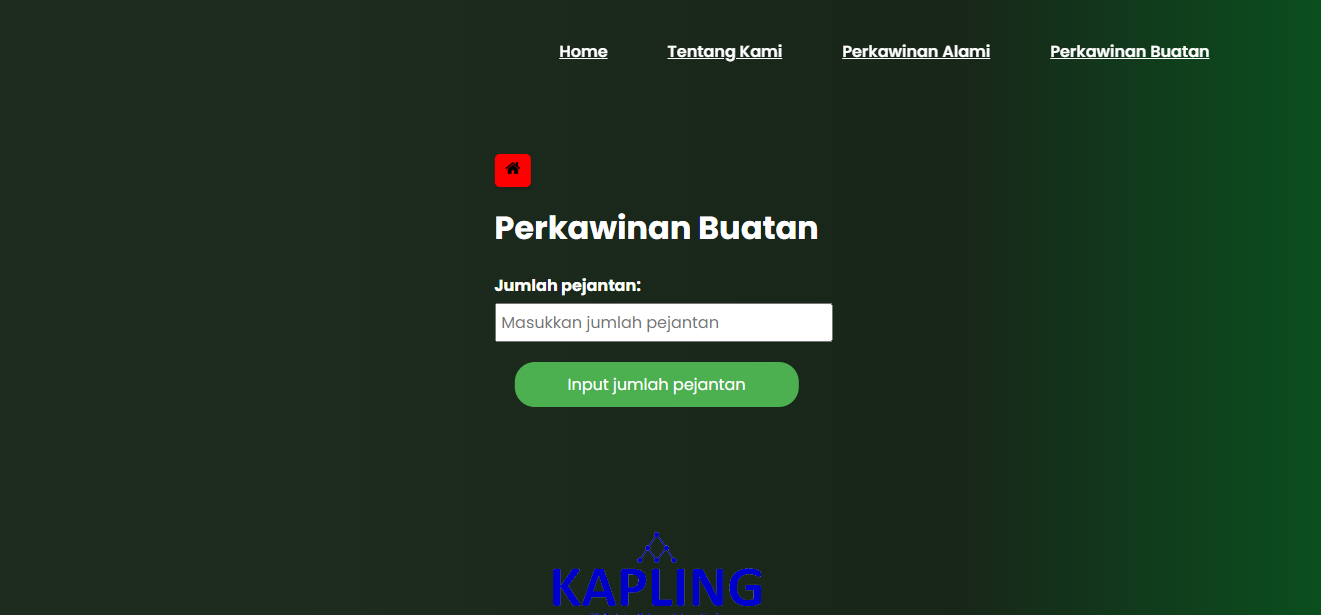 Home Tentang Kami Perkawinan Alami Perkawinan Buatan
Perkawinan Buatan
Jumlah pejantan:
Masukkan jumlah pejantan
Input jumlah pejantan
KAPLING